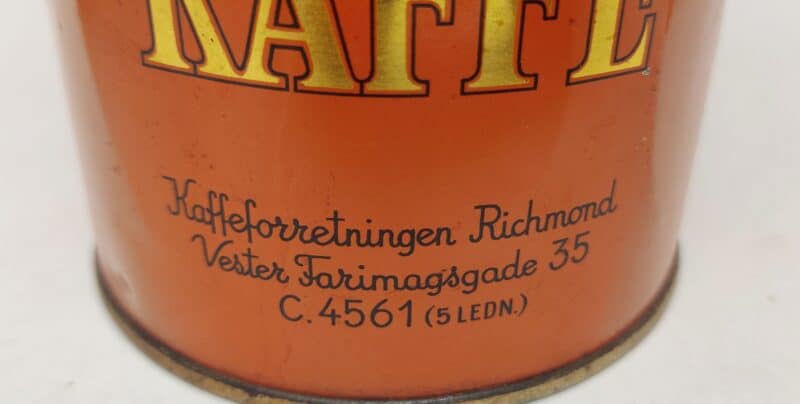 KAFFE
Kaffeforretningen Richmond
Vester Farimagsgade 35
C. 4561 (5 LEDN.)